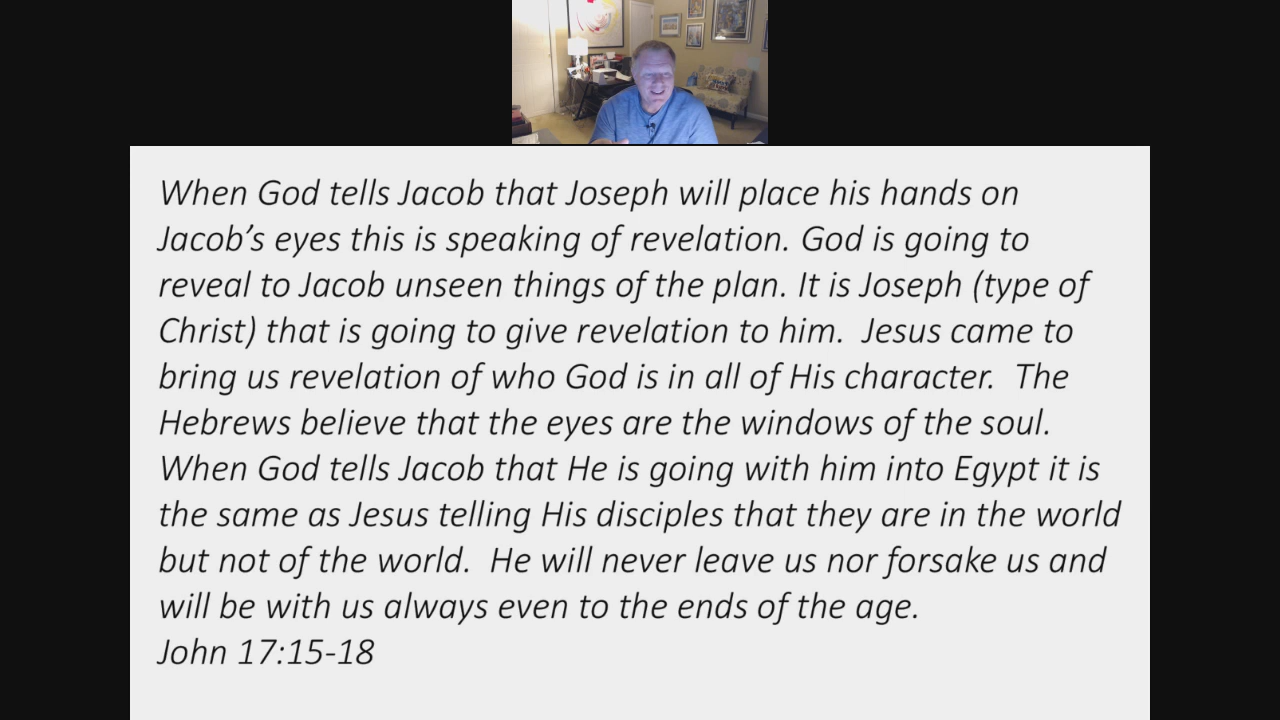 When God tells Jacob that Joseph will place his hands on
Jacob’s eyes this is speaking of revelation. God is going to
reveal to Jacob unseen things of the plan. It is Joseph (type of
Christ) that is going to give revelation to him.  Jesus came to
bring us revelation of who God is in all of His character.  The
Hebrews believe that the eyes are the windows of the soul.
When God tells Jacob that He is going with him into Egypt it is
the same as Jesus telling His disciples that they are in the world
but not of the world.  He will never leave us nor forsake us and
will be with us always even to the ends of the age.
John 17:15-18